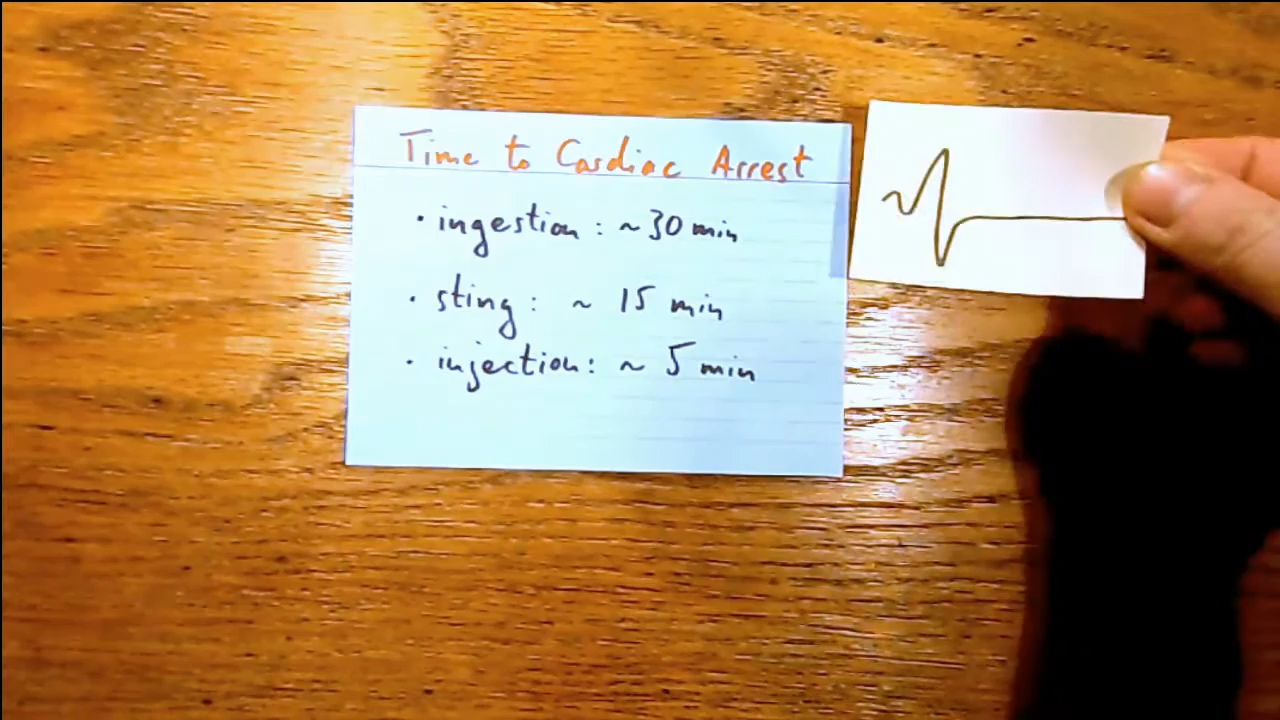 Time to Cardiac Arrest
• ingestion: ~30 min
• sting: ~ 15 min
• injection: ~ 5 min